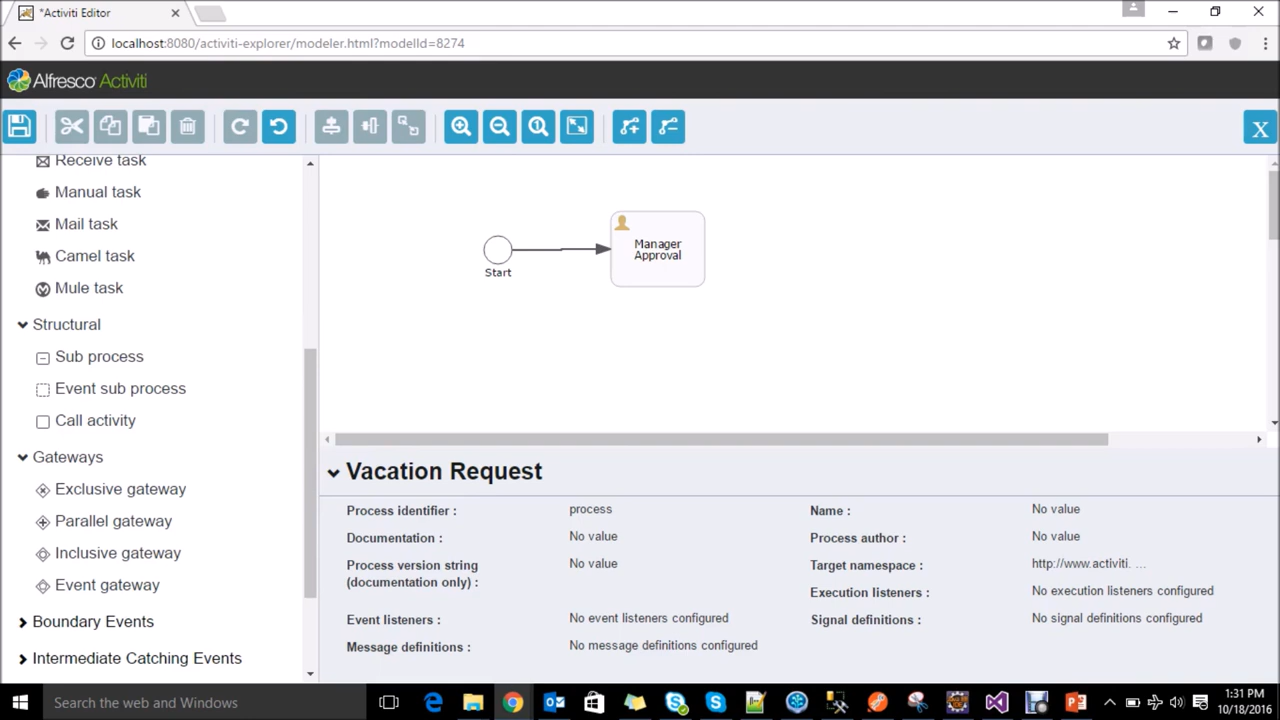 *Activiti Editor
localhost:8080/activiti-explorer/modeler.html?modelId=8274
Alfresco Activiti
X
Receive task
Manual task
Mail task
Camel task
Mule task
Structural
Sub process
Event sub process
Call activity
Gateways
Exclusive gateway
Parallel gateway
Inclusive gateway
Event gateway
Boundary Events
Intermediate Catching Events
Start
Manager
Approval
Vacation Request
Process identifier : process
Name : No value
Documentation : No value
Process author : No value
Process version string
(documentation only) : No value
Target namespace : http://www.activiti. ...
Execution listeners : No execution listeners configured
Event listeners : No event listeners configured
Signal definitions : No signal definitions configured
Message definitions : No message definitions configured
Search the web and Windows
1:31 PM
10/18/2016